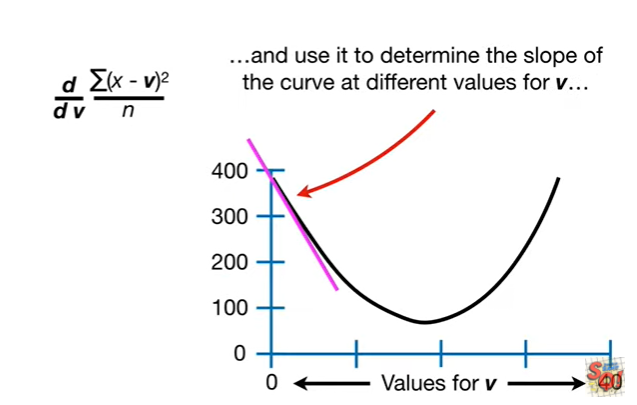 …and use it to determine the slope of
the curve at different values for v…
d Σ(x - v)²
dv n
400
300
200
100
0
0 Values for v 40